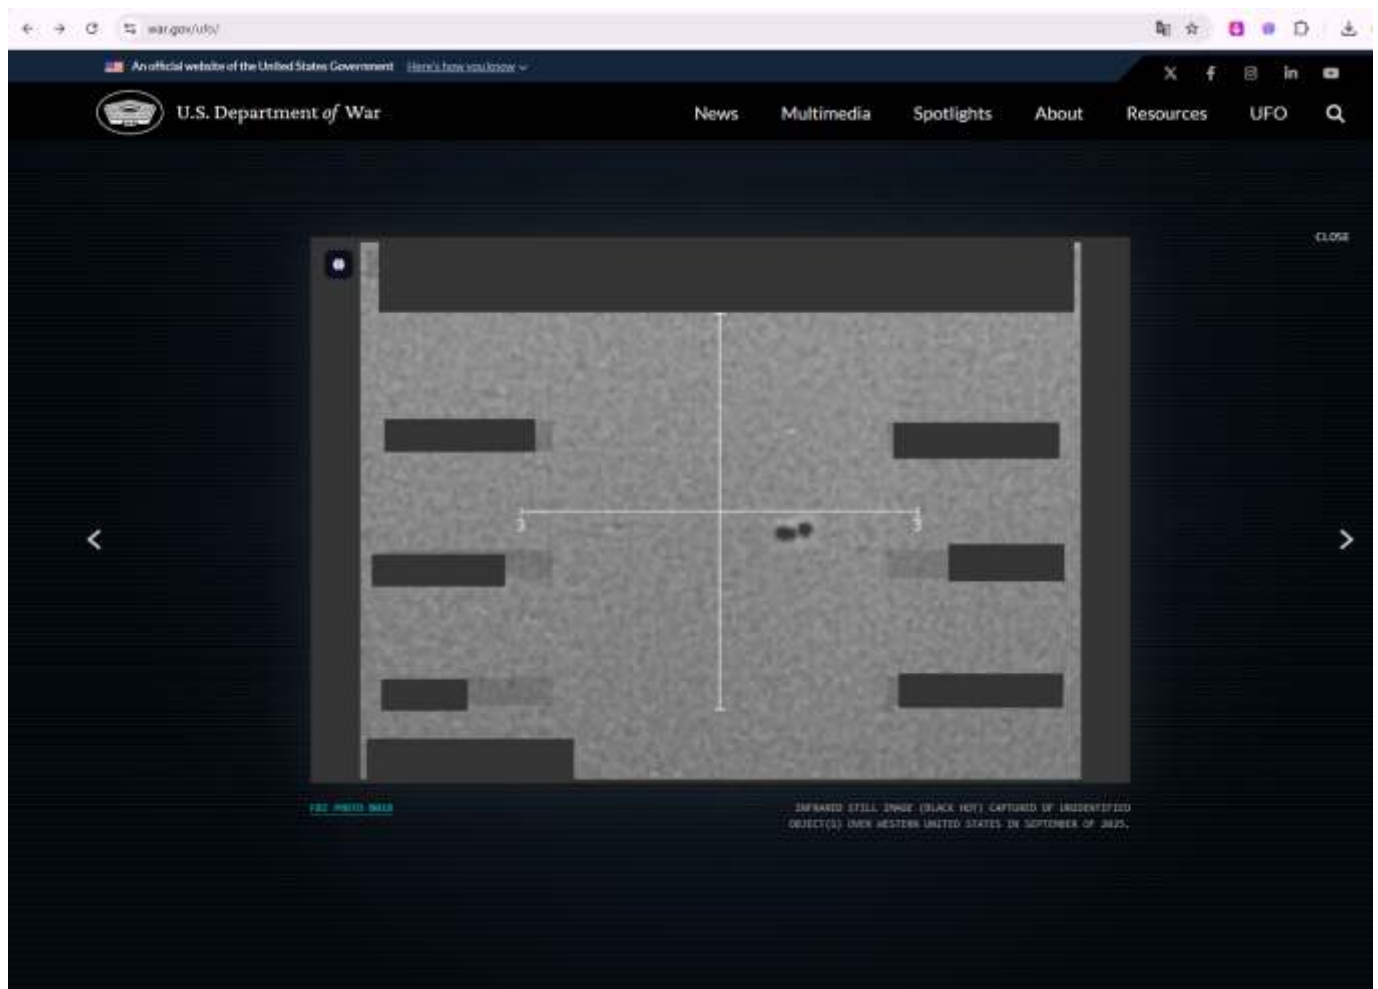 war.gov/ufo/
An official website of the United States Government Here's how you know
U.S. Department of War
News Multimedia Spotlights About Resources UFO
CLOSE
3 3
FBI PHOTO
INFRARED STILL IMAGE (BLACK HOT) CAPTURED OF UNIDENTIFIED
OBJECT(S) OVER WESTERN UNITED STATES IN SEPTEMBER OF 2025.